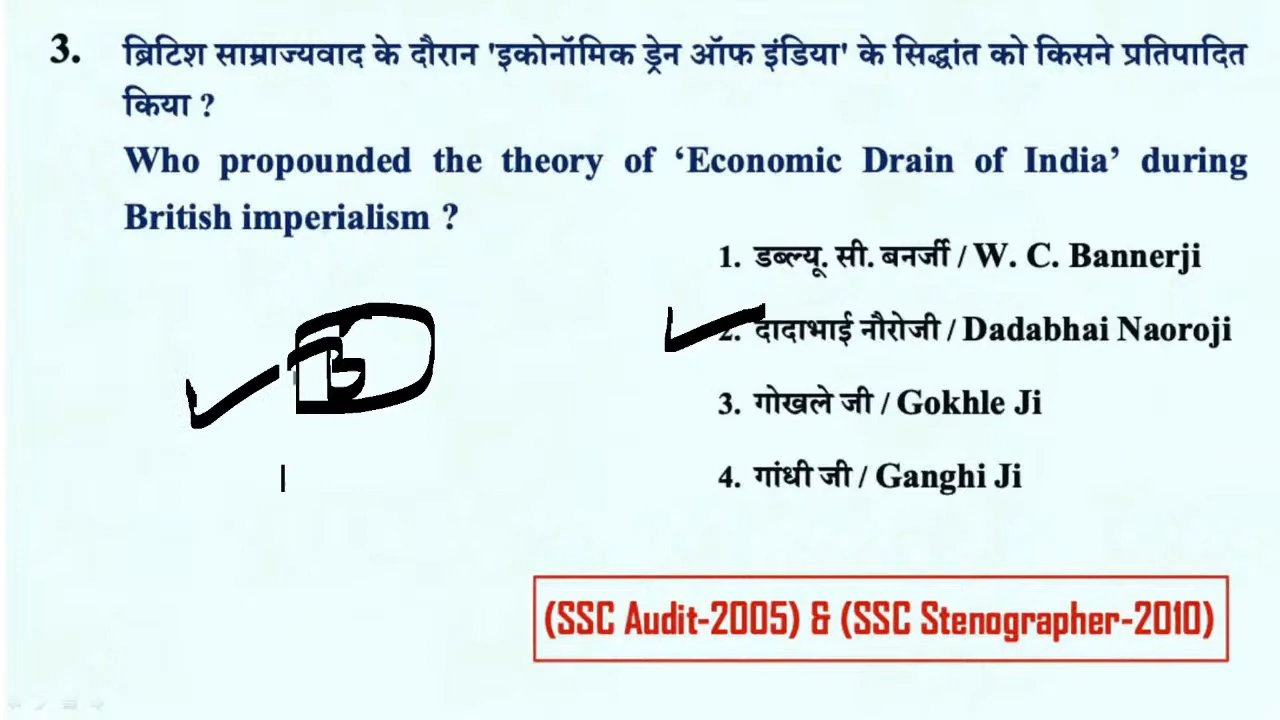 3. ब्रिटिश साम्राज्यवाद के दौरान 'इकोनॉमिक ड्रेन ऑफ इंडिया' के सिद्धांत को किसने प्रतिपादित
किया ?
Who propounded the theory of ‘Economic Drain of India’ during
British imperialism ?
1. डब्ल्यू. सी. बनर्जी / W. C. Bannerji
2. दादाभाई नौरोजी / Dadabhai Naoroji
3. गोखले जी / Gokhle Ji
4. गांधी जी / Ganghi Ji
(SSC Audit-2005) & (SSC Stenographer-2010)